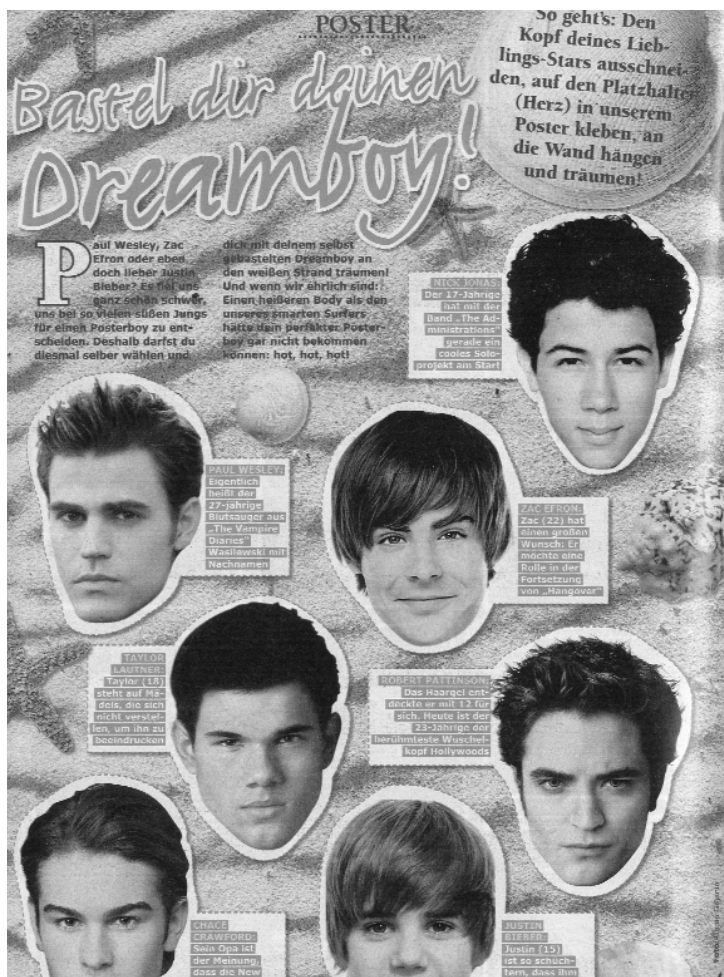 POSTER
So geht's: Den
Kopf deines Lieb-
lings-Stars ausschnei-
den, auf den Platzhalter
(Herz) in unserem
Poster kleben, an
die Wand hängen
und träumen!
Bastel dir deinen
Dreamboy!
Paul Wesley, Zac
Efron oder eben
doch lieber Justin
Bieber? Es fiel uns
ganz schön schwer,
uns bei so vielen süßen Jungs
für einen Posterboy zu ent-
scheiden. Deshalb darfst du
diesmal selber wählen und
dich mit deinem selbst
gebastelten Dreamboy an
den weißen Strand träumen!
Und wenn wir ehrlich sind:
Einen heißeren Body als den
unseres smarten Surfers
hätte dein perfekter Poster-
boy gar nicht bekommen
können: hot, hot, hot!
NICK JONAS:
Der 17-Jährige
hat mit der
Band „The Ad-
ministrations“
gerade ein
cooles Solo-
projekt am Start
PAUL WESLEY:
Eigentlich
heißt der
27-jährige
Blutsauger aus
„The Vampire
Diaries“
Wasilewski mit
Nachnamen
ZAC EFRON:
Zac (22) hat
einen großen
Wunsch: Er
möchte eine
Rolle in der
Fortsetzung
von „Hangover“
TAYLOR
LAUTNER:
Taylor (18)
steht auf Mä-
dels, die sich
nicht verstel-
len, um ihn zu
beeindrucken
ROBERT PATTINSON:
Das Haargel ent-
deckte er mit 12 für
sich. Heute ist der
23-Jährige der
berühmteste Wuschel-
kopf Hollywoods
CHACE
CRAWFORD:
Sein Opa ist
der Meinung,
dass die New
JUSTIN
BIEBER:
Justin (15)
ist so schüch-
tern, dass ihm